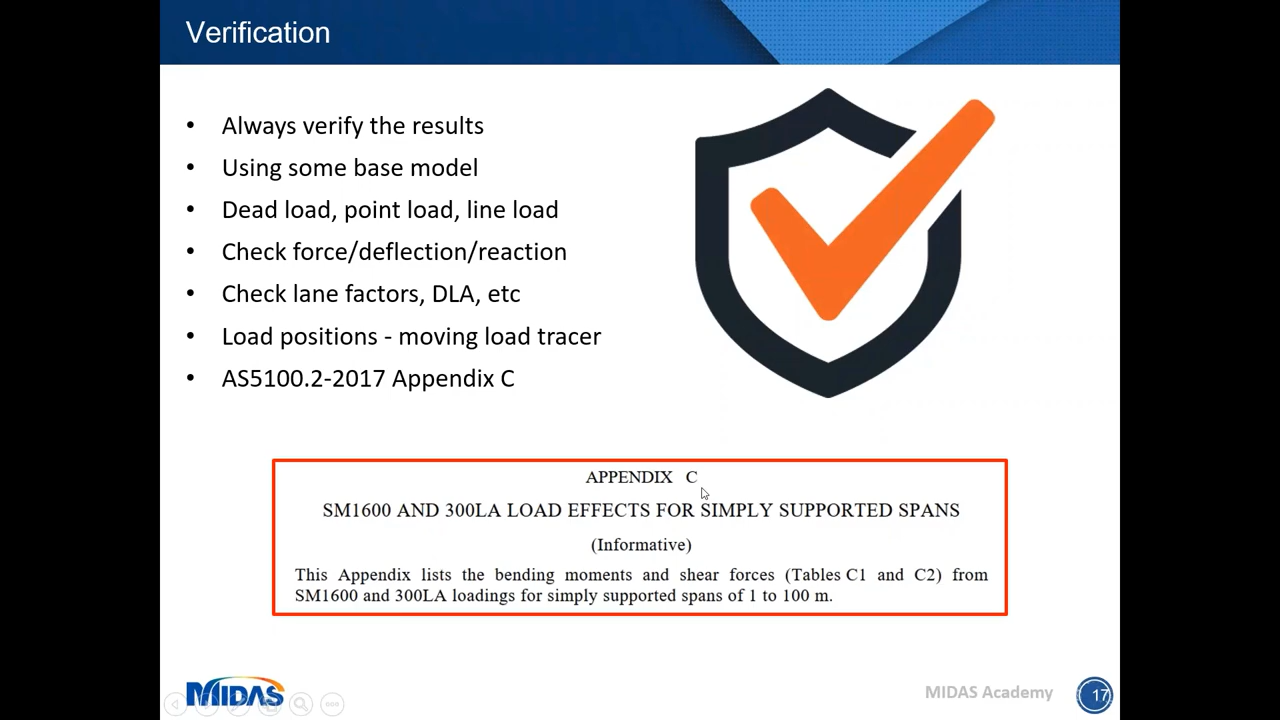 Verification
• Always verify the results
• Using some base model
• Dead load, point load, line load
• Check force/deflection/reaction
• Check lane factors, DLA, etc
• Load positions - moving load tracer
• AS5100.2-2017 Appendix C
APPENDIX C
SM1600 AND 300LA LOAD EFFECTS FOR SIMPLY SUPPORTED SPANS
(Informative)
This Appendix lists the bending moments and shear forces (Tables C1 and C2) from
SM1600 and 300LA loadings for simply supported spans of 1 to 100 m.
MIDAS
MIDAS Academy
17